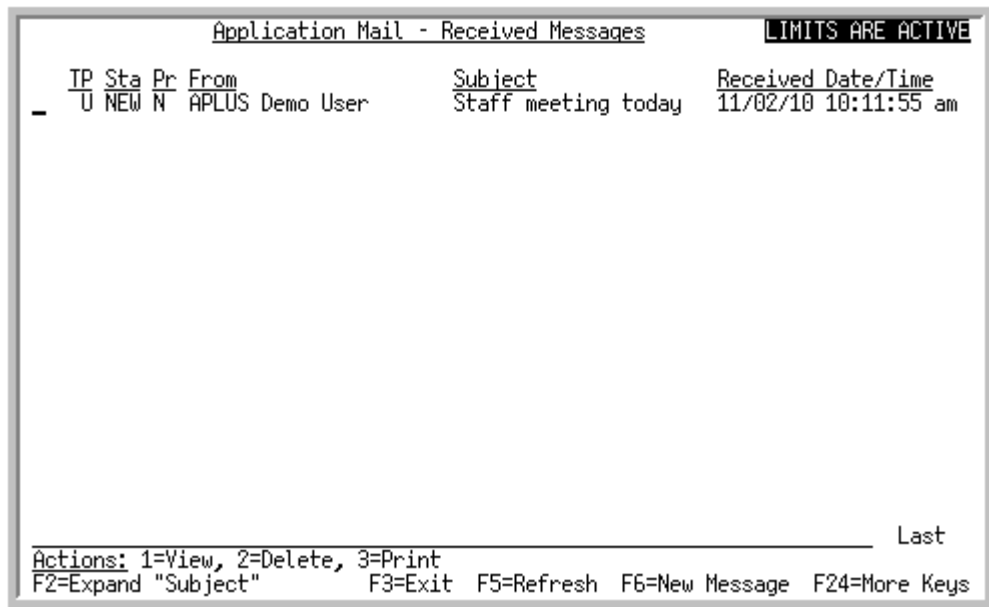 Application Mail - Received Messages LIMITS ARE ACTIVE
TP Sta Pr From Subject Received Date/Time
U NEW N APLUS Demo User Staff meeting today 11/02/10 10:11:55 am
Last
Actions: 1=View, 2=Delete, 3=Print
F2=Expand "Subject" F3=Exit F5=Refresh F6=New Message F24=More Keys